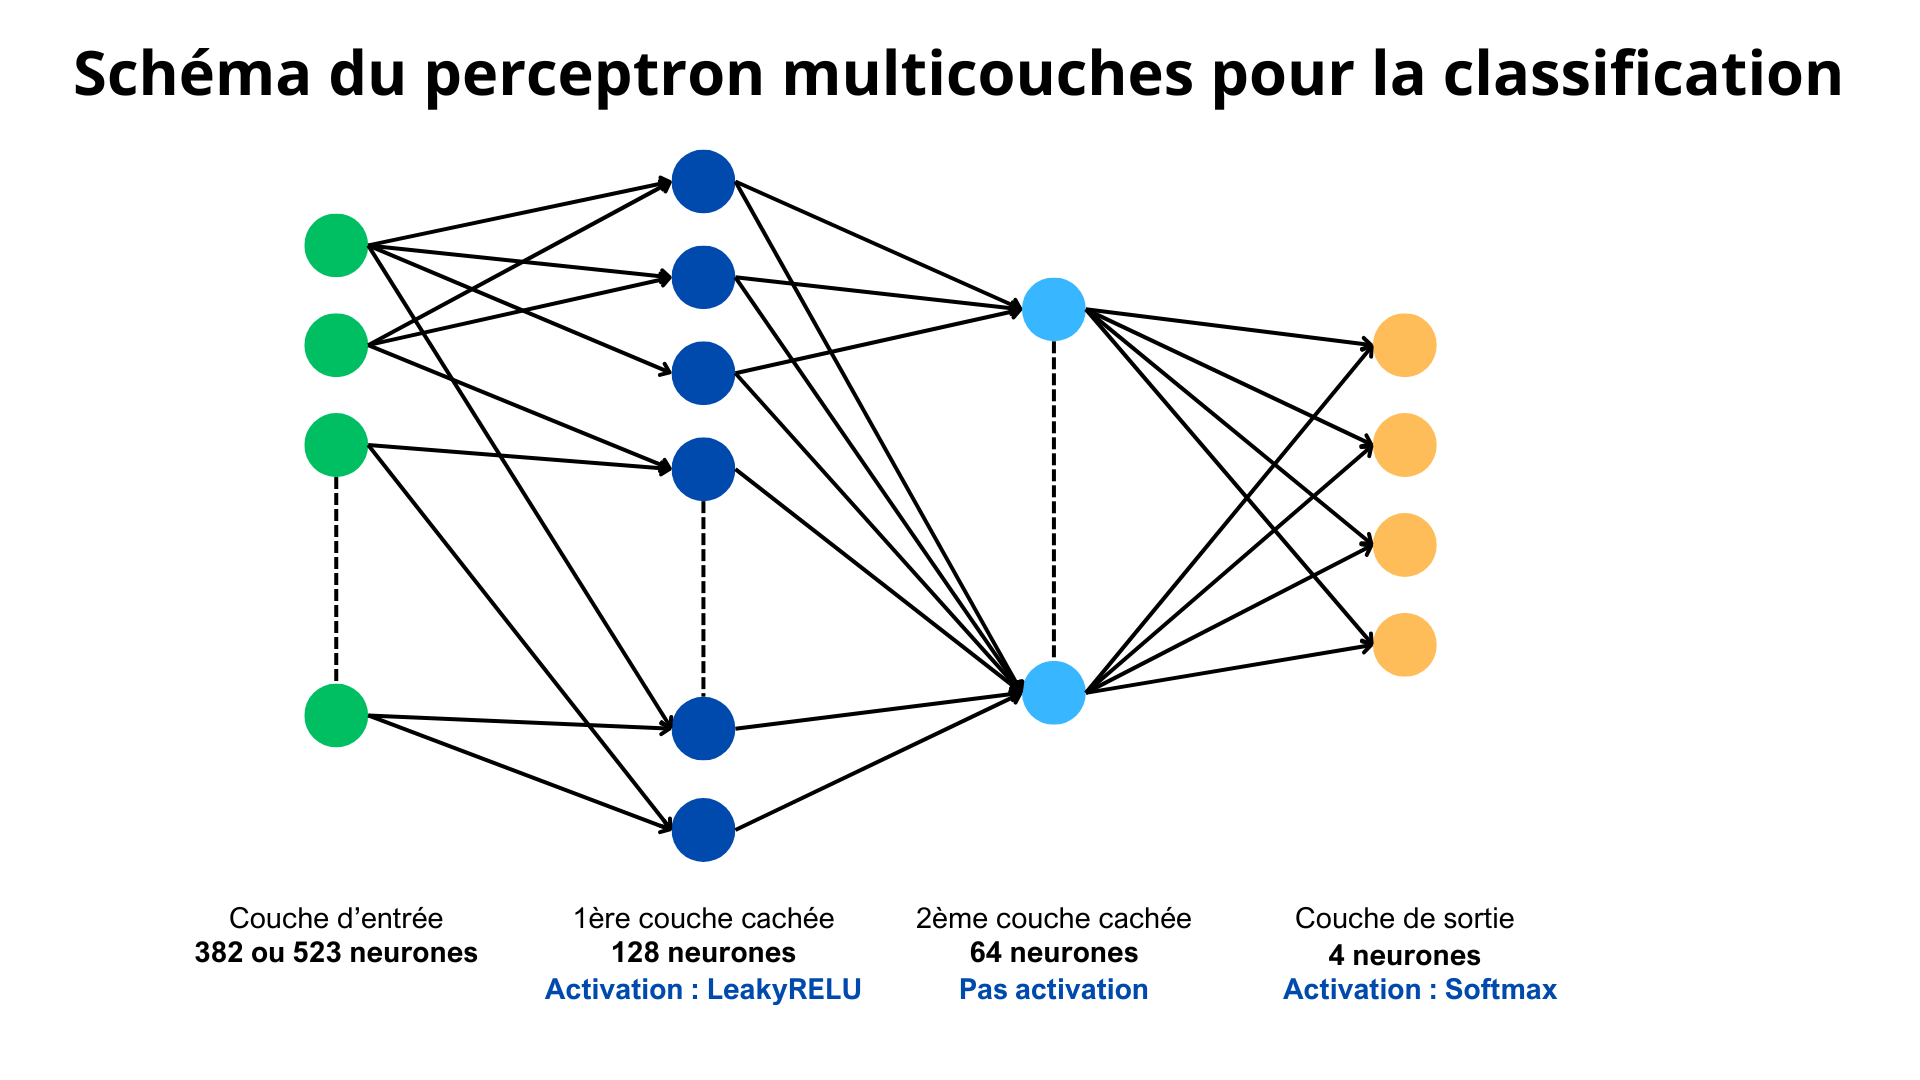 Schéma du perceptron multicouches pour la classification
Couche d’entrée
382 ou 523 neurones
1ère couche cachée
128 neurones
Activation : LeakyRELU
2ème couche cachée
64 neurones
Pas activation
Couche de sortie
4 neurones
Activation : Softmax